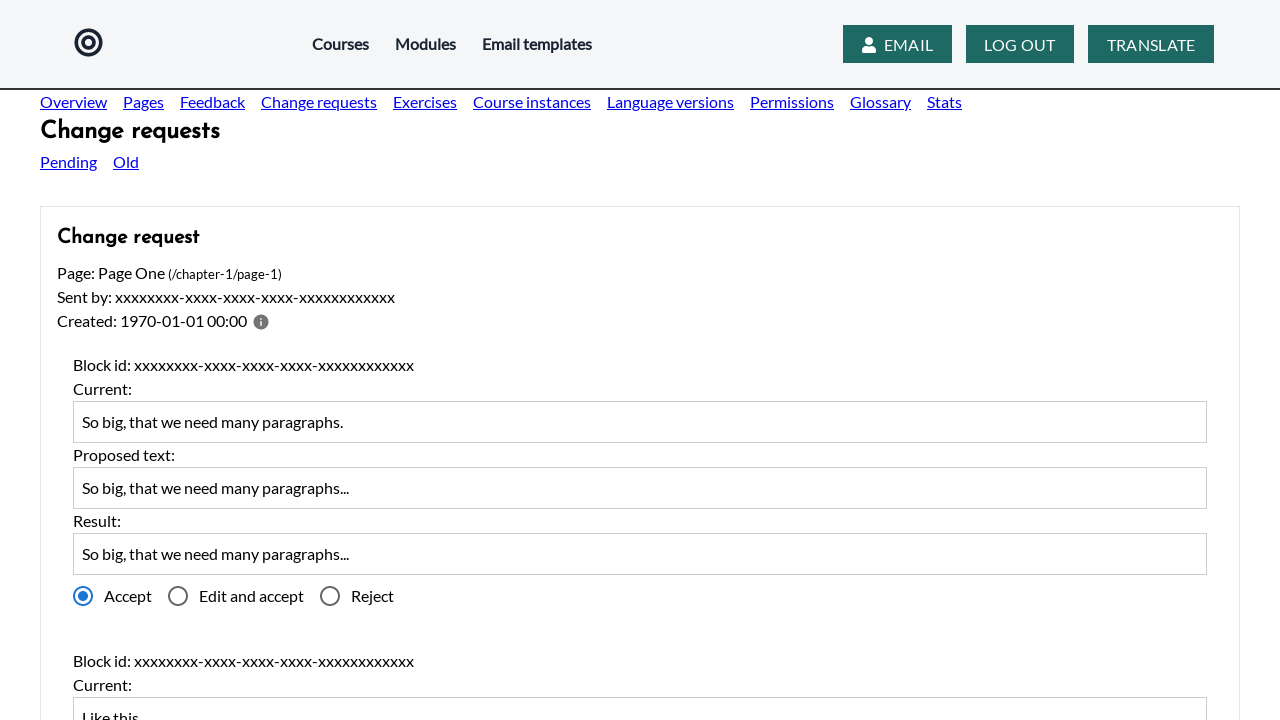 Courses Modules Email templates EMAIL LOG OUT TRANSLATE
Overview Pages Feedback Change requests Exercises Course instances Language versions Permissions Glossary Stats
Change requests
Pending Old
Change request
Page: Page One (/chapter-1/page-1)
Sent by: xxxxxxxx-xxxx-xxxx-xxxx-xxxxxxxxxxxx
Created: 1970-01-01 00:00
Block id: xxxxxxxx-xxxx-xxxx-xxxx-xxxxxxxxxxxx
Current:
So big, that we need many paragraphs.
Proposed text:
So big, that we need many paragraphs...
Result:
So big, that we need many paragraphs...
Accept Edit and accept Reject
Block id: xxxxxxxx-xxxx-xxxx-xxxx-xxxxxxxxxxxx
Current:
Like this